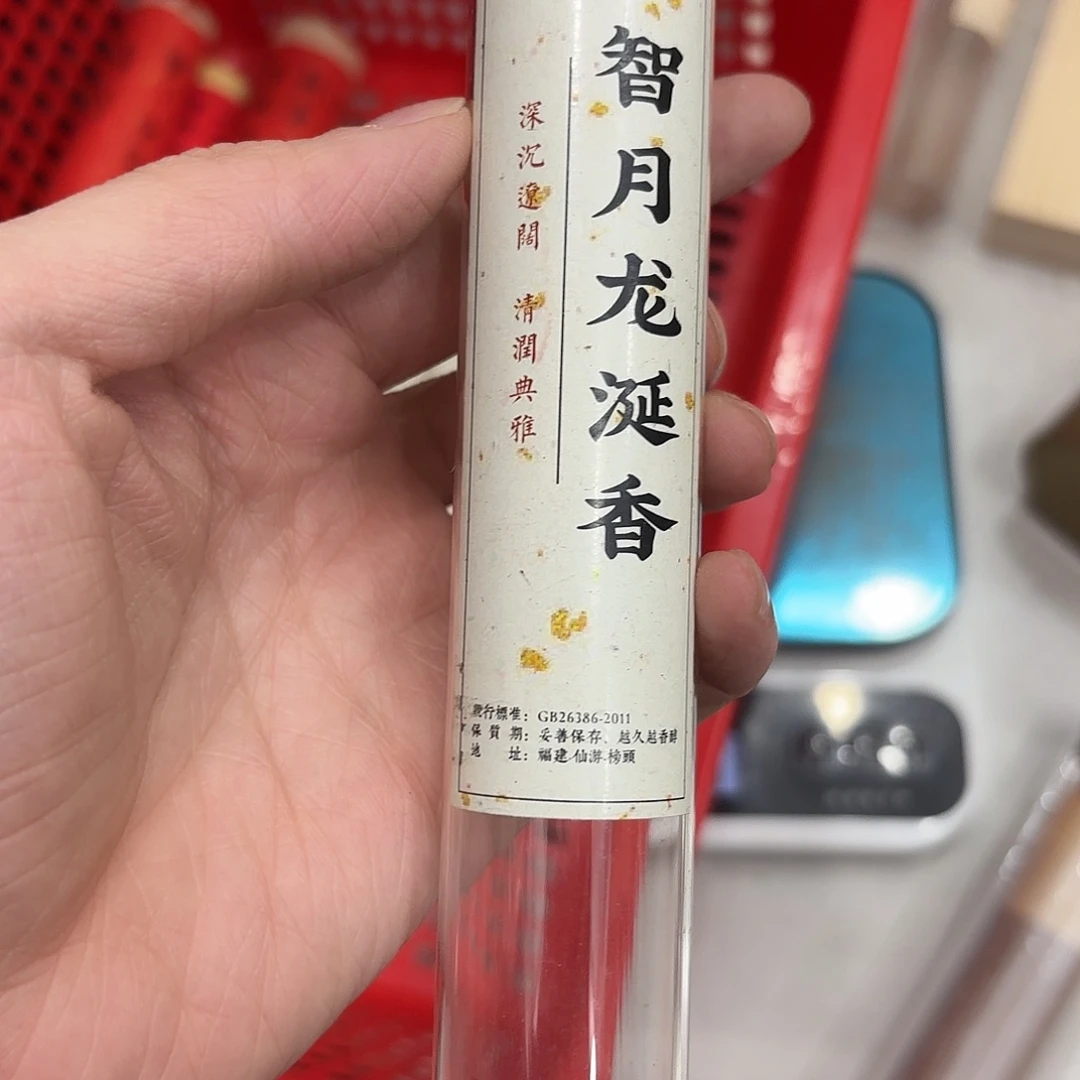 智月龙涎香
深沉遼闊 清潤典雅
執行標准：GB26386-2011
保質期：妥善保存、越久越香醇
地址：福建仙游榜頭